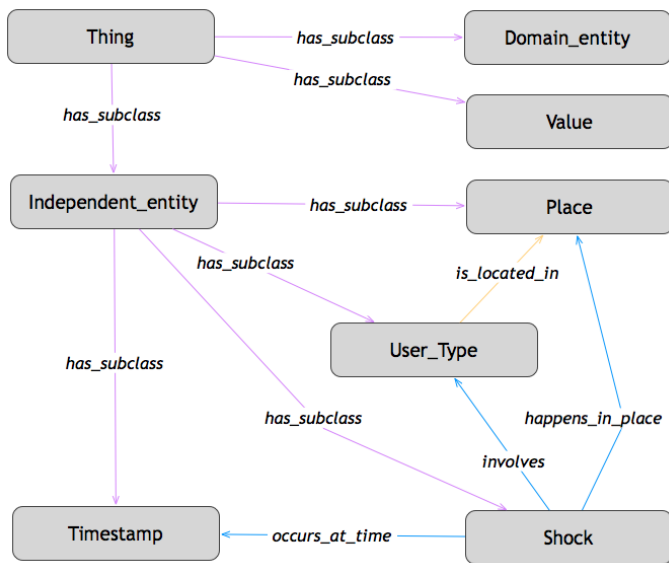 Thing
has_subclass
Domain_entity
has_subclass
has_subclass
Value
Independent_entity
has_subclass
Place
has_subclass
is_located_in
User_Type
has_subclass
has_subclass
happens_in_place
involves
Timestamp
occurs_at_time
Shock